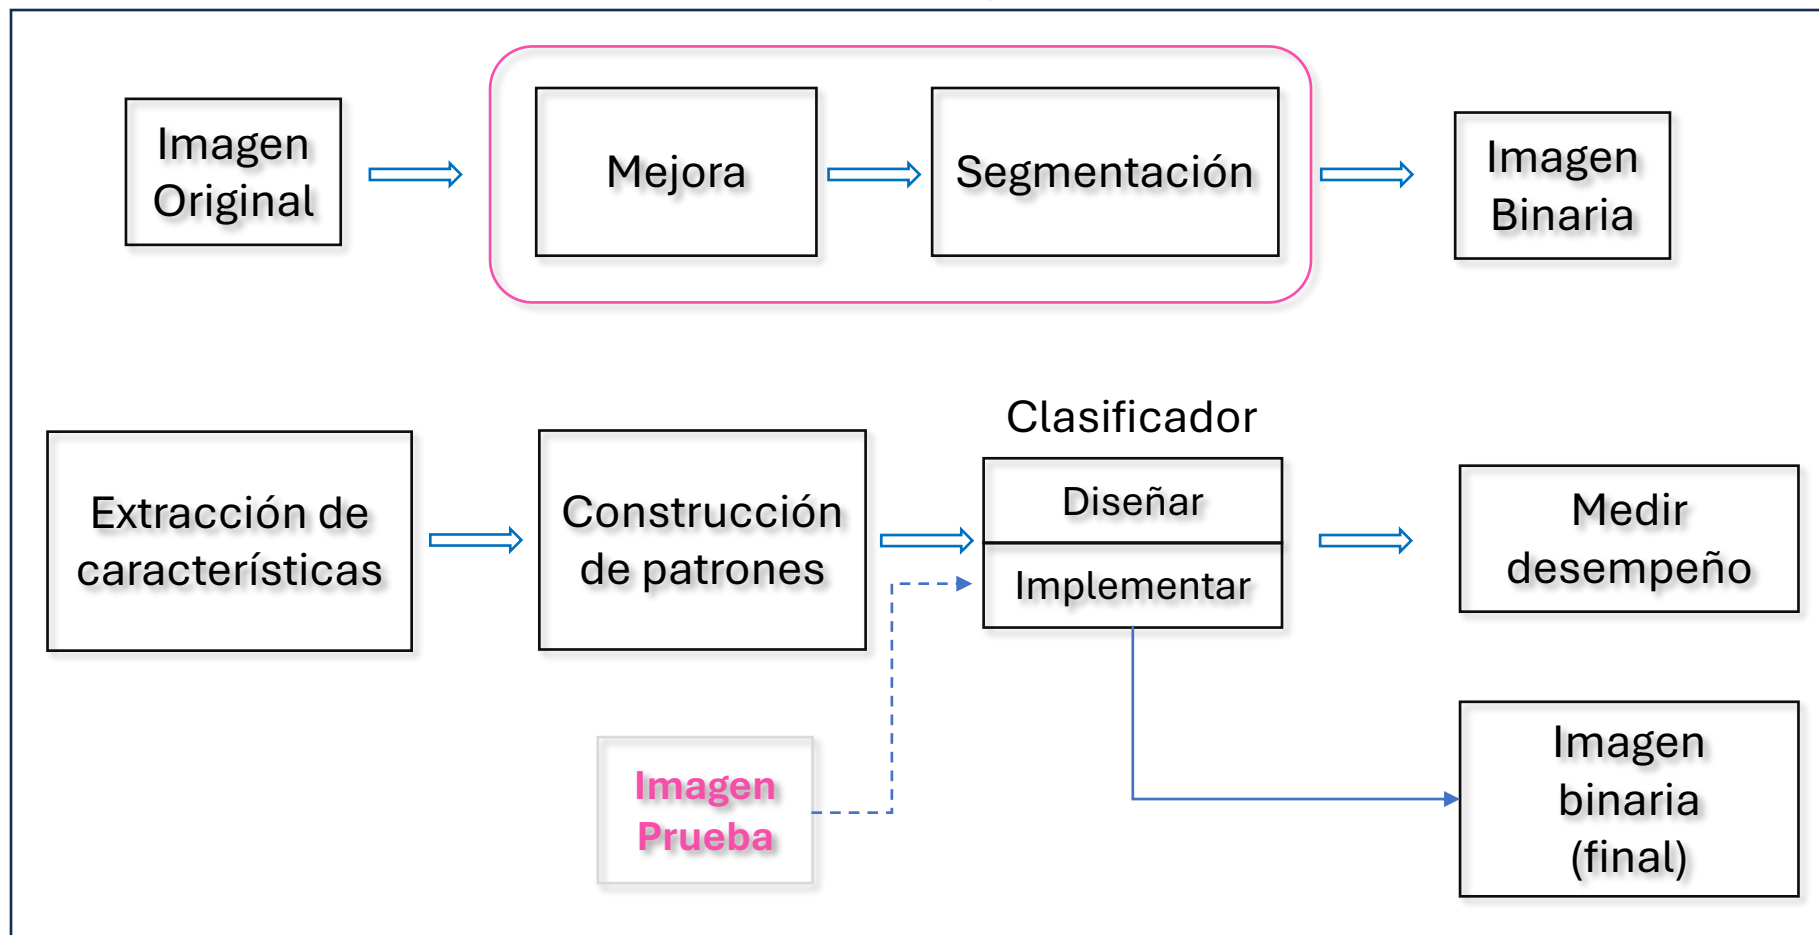 Imagen
Original
Mejora
Segmentación
Imagen
Binaria
Extracción de
características
Construcción
de patrones
Clasificador
Diseñar
Implementar
Medir
desempeño
Imagen
Prueba
Imagen
binaria
(final)